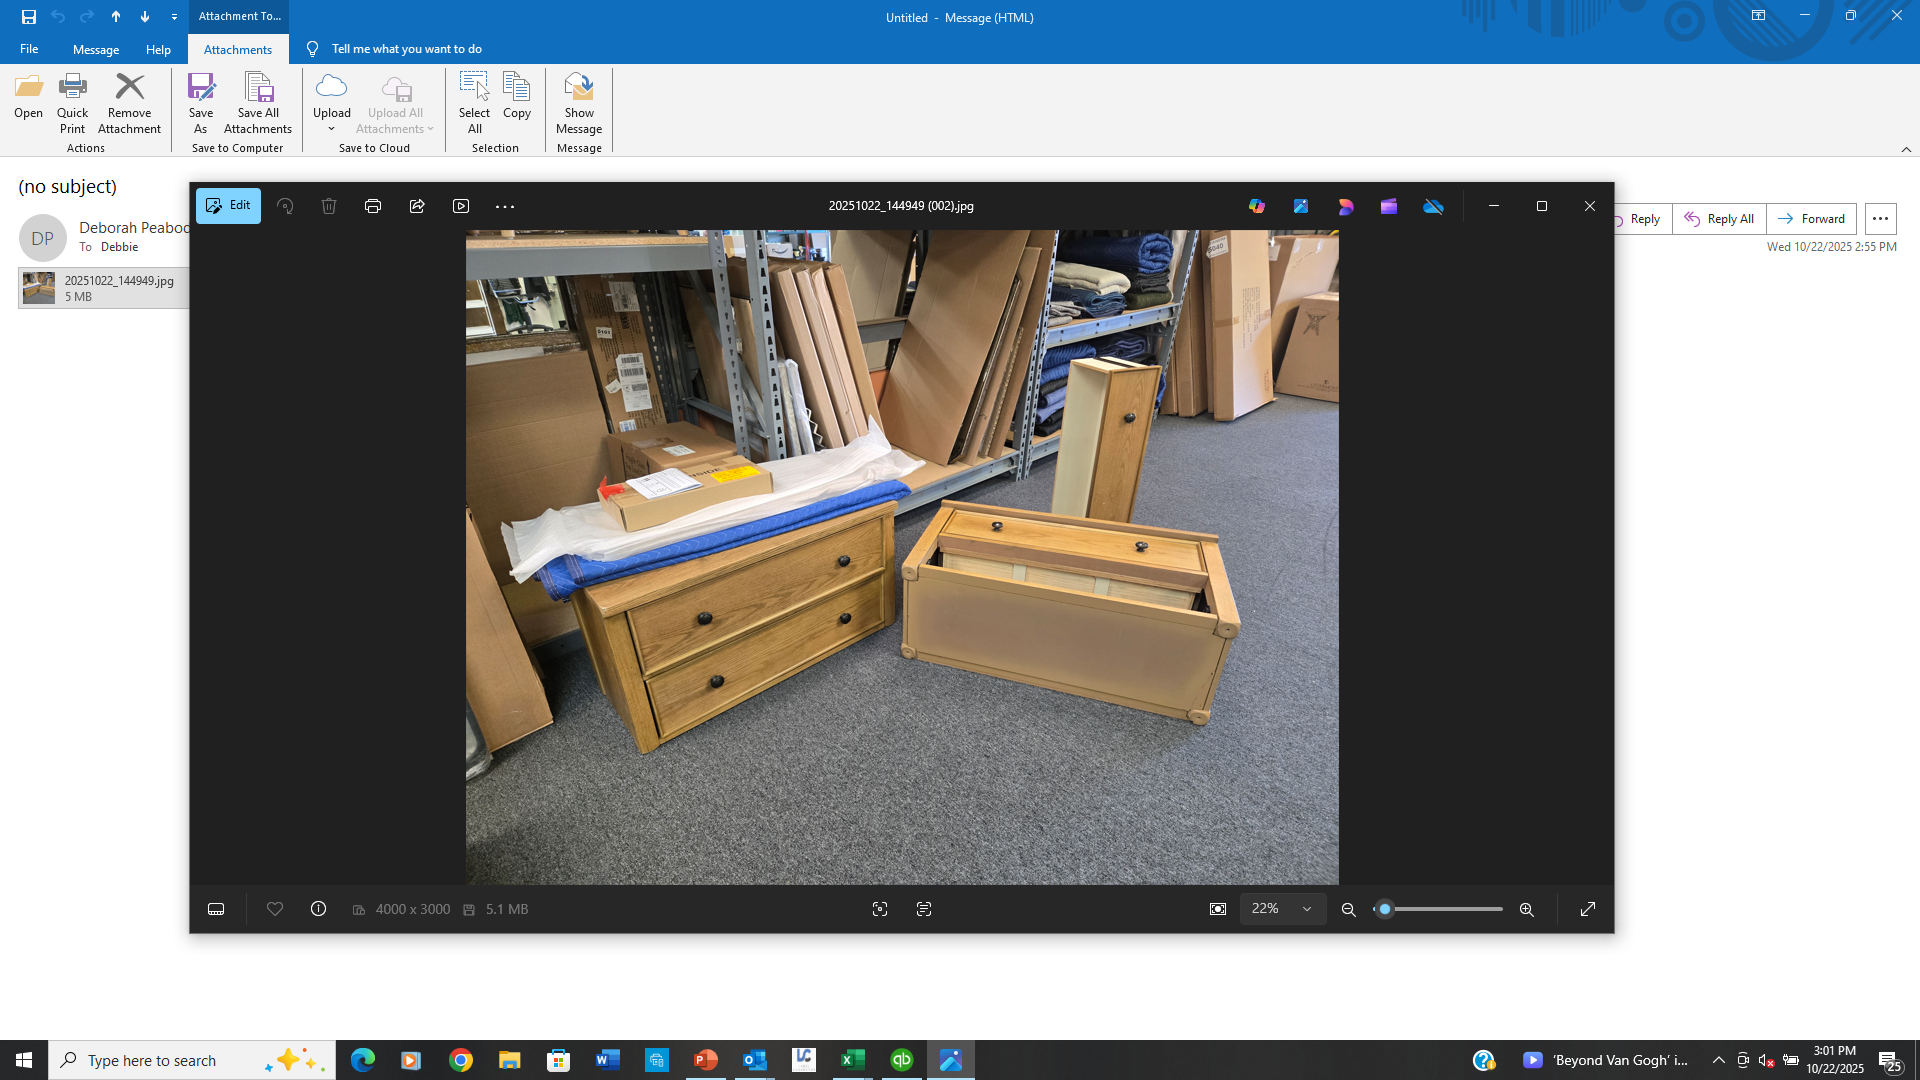 Attachment To...
Untitled - Message (HTML)
File
Message
Help
Attachments
Tell me what you want to do
Open
Quick Print
Remove Attachment
Save As
Save All Attachments
Upload
Upload All Attachments
Select All
Copy
Show Message
Actions
Save to Computer
Save to Cloud
Selection
Message
(no subject)
DP
Deborah Peaboc
To Debbie
20251022_144949.jpg
5 MB
Reply
Reply All
Forward
Wed 10/22/2025 2:55 PM
Edit
20251022_144949 (002).jpg
4000 x 3000
5.1 MB
22%
Type here to search
'Beyond Van Gogh' i...
3:01 PM
10/22/2025
25